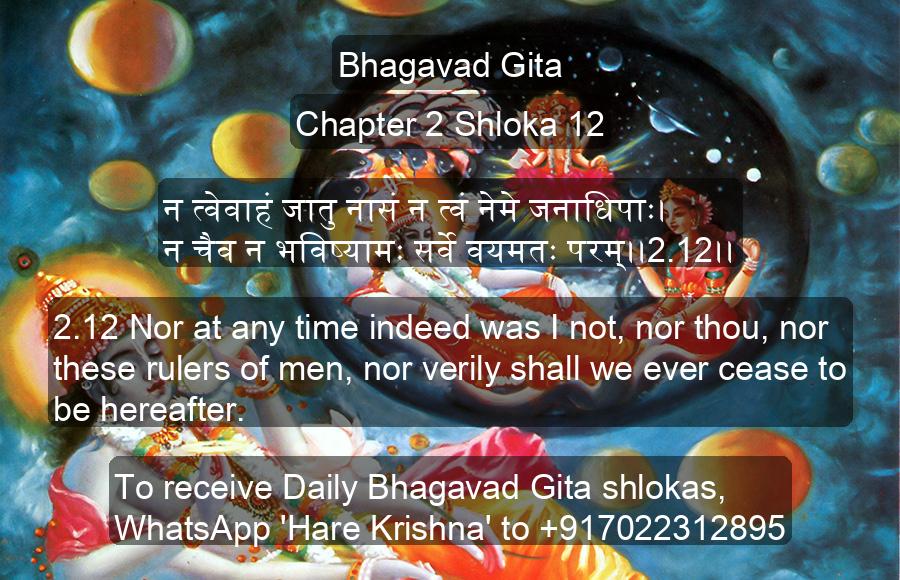 Bhagavad Gita
Chapter 2 Shloka 12
न त्वेवाहं जातु नासं न त्वं नेमे जनाधिपाः।
न चैव न भविष्यामः सर्वे वयमतः परम्।।2.12।।
2.12 Nor at any time indeed was I not, nor thou, nor
these rulers of men, nor verily shall we ever cease to
be hereafter.
To receive Daily Bhagavad Gita shlokas,
WhatsApp 'Hare Krishna' to +917022312895